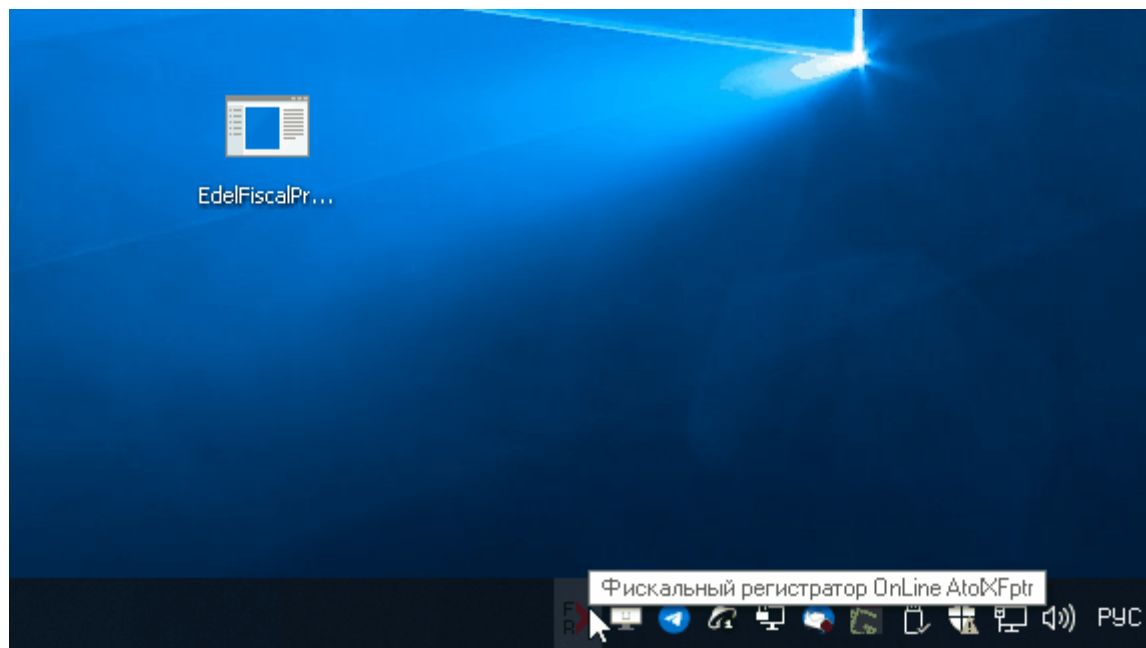 EdelFiscalPr...
Фискальный регистратор OnLine AtolXFptr
F
R
РУС